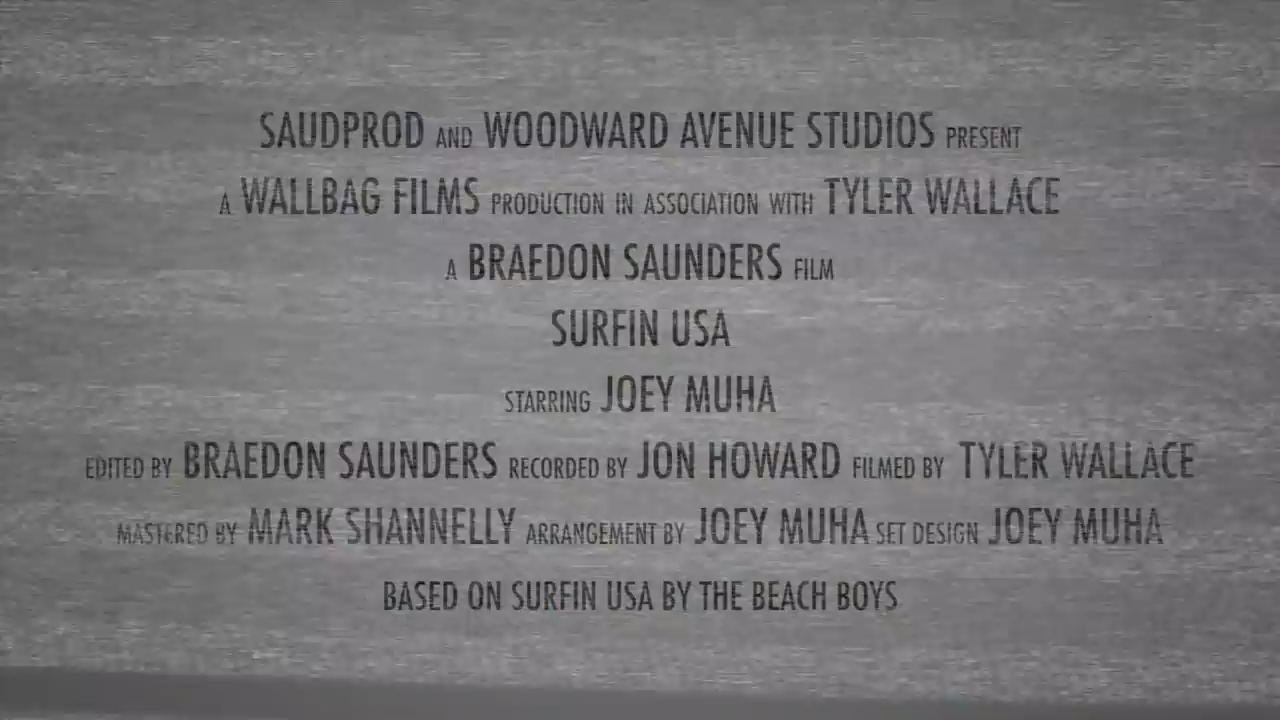 SAUDPROD AND WOODWARD AVENUE STUDIOS PRESENT
A WALLBAG FILMS PRODUCTION IN ASSOCIATION WITH TYLER WALLACE
A BRAEDON SAUNDERS FILM
SURFIN USA
STARRING JOEY MUHA
EDITED BY BRAEDON SAUNDERS RECORDED BY JON HOWARD FILMED BY TYLER WALLACE
MASTERED BY MARK SHANNELLY ARRANGEMENT BY JOEY MUHA SET DESIGN JOEY MUHA
BASED ON SURFIN USA BY THE BEACH BOYS